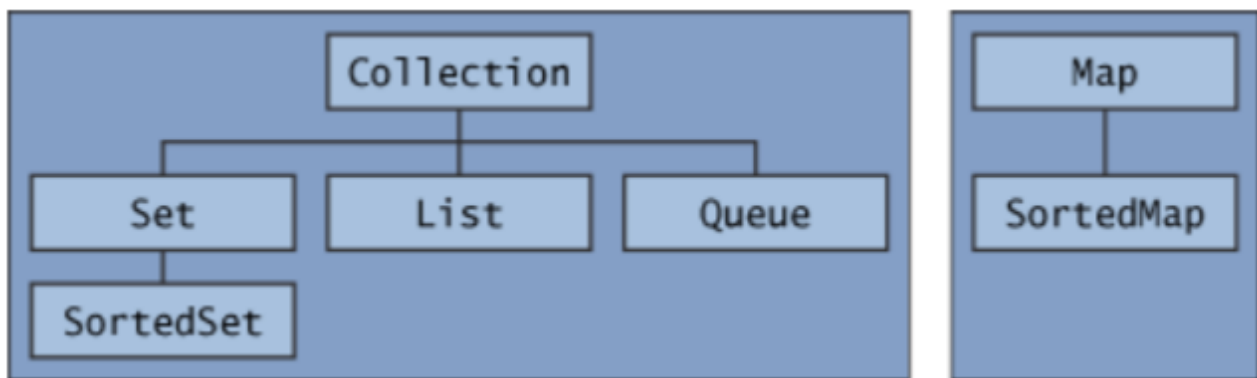 Collection
Map
Set
List
Queue
SortedMap
SortedSet